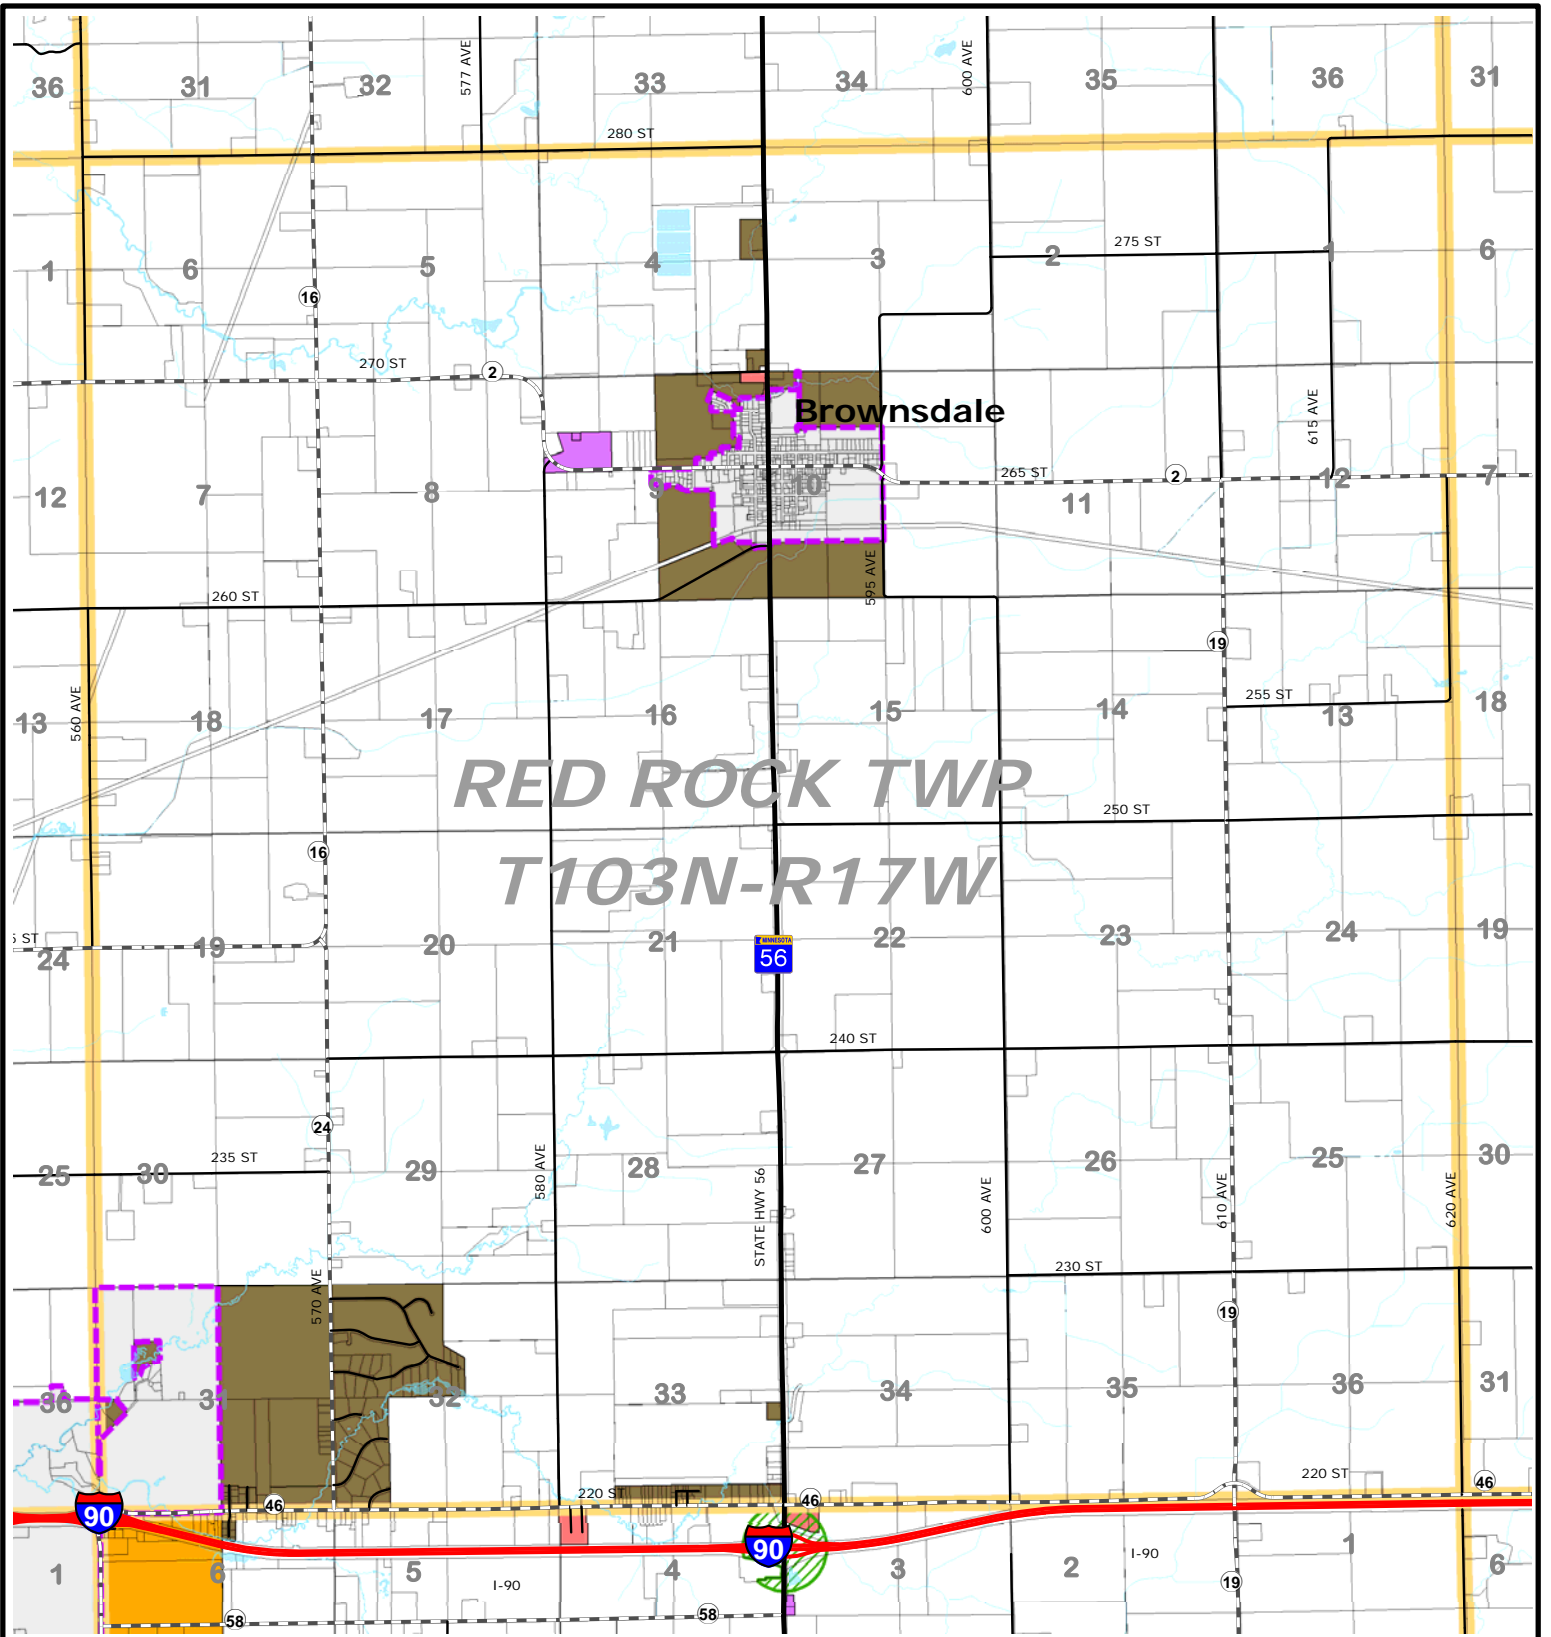 36 31 32 577 AVE 33 34 600 AVE 35 36 31
280 ST
1 6 5 4 3 2 275 ST 1 6
16
270 ST 2
Brownsdale
615 AVE
12 7 8 9 10 265 ST 11 2 12 7
595 AVE
260 ST
19
560 AVE
13 18 17 16 15 14 255 ST 13 18
RED ROCK TWP
250 ST
16
T103N-R17W
5 ST
24 19 20 21 22 23 24 19
MINNESOTA
56
240 ST
24
235 ST
25 30 29 580 AVE 28 STATE HWY 56 27 600 AVE 26 610 AVE 25 620 AVE 30
230 ST
570 AVE
19
36 31 32 33 34 35 36 31
220 ST
46
90 46 220 ST 46
90
1 6 5 4 3 2 I-90 1 6
I-90
19
58 58